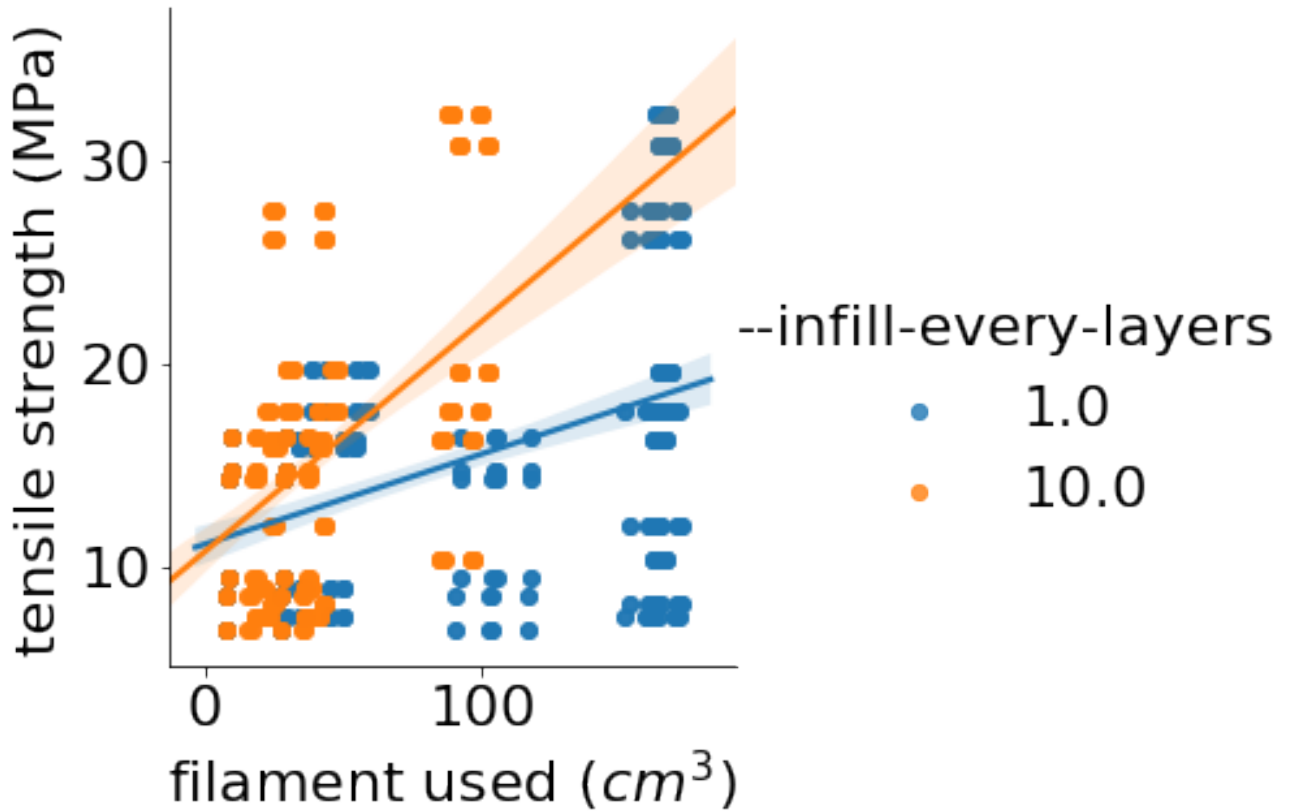 tensile strength (MPa)
30
20
10
0
100
filament used (cm³)
--infill-every-layers
1.0
10.0